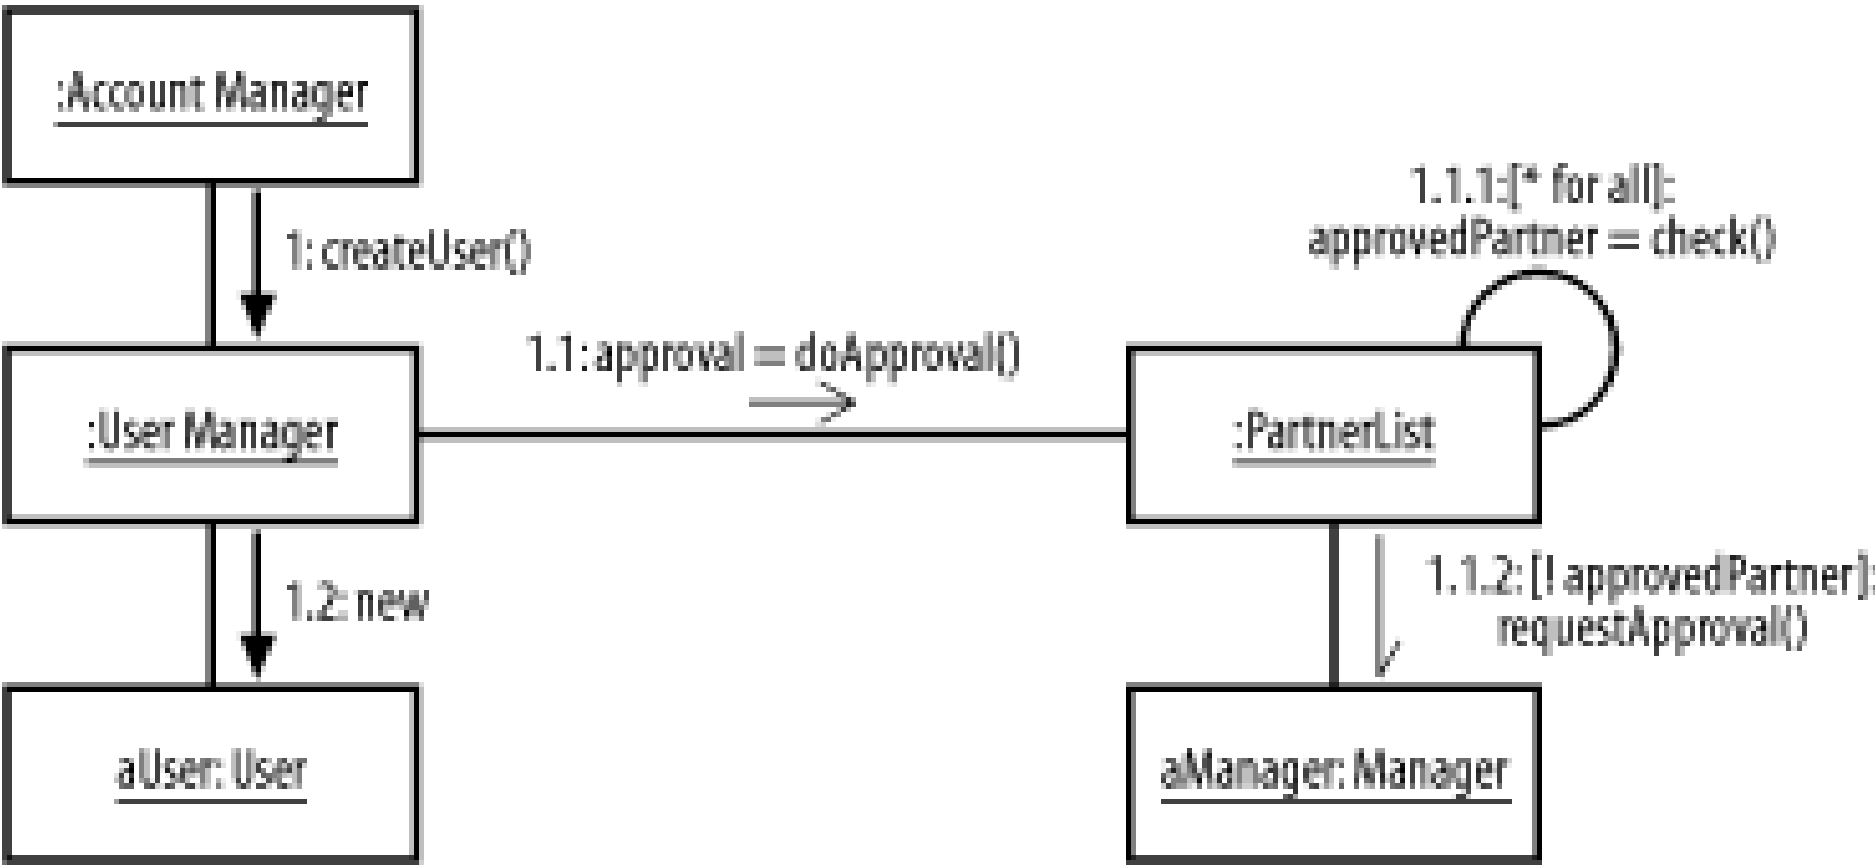 :Account Manager
1: createUser()
1.1.1:[* for all]:
approvedPartner = check()
1.1: approval = doApproval()
:User Manager
:PartnerList
1.2: new
1.1.2: [! approvedPartner]:
requestApproval()
aUser: User
aManager: Manager